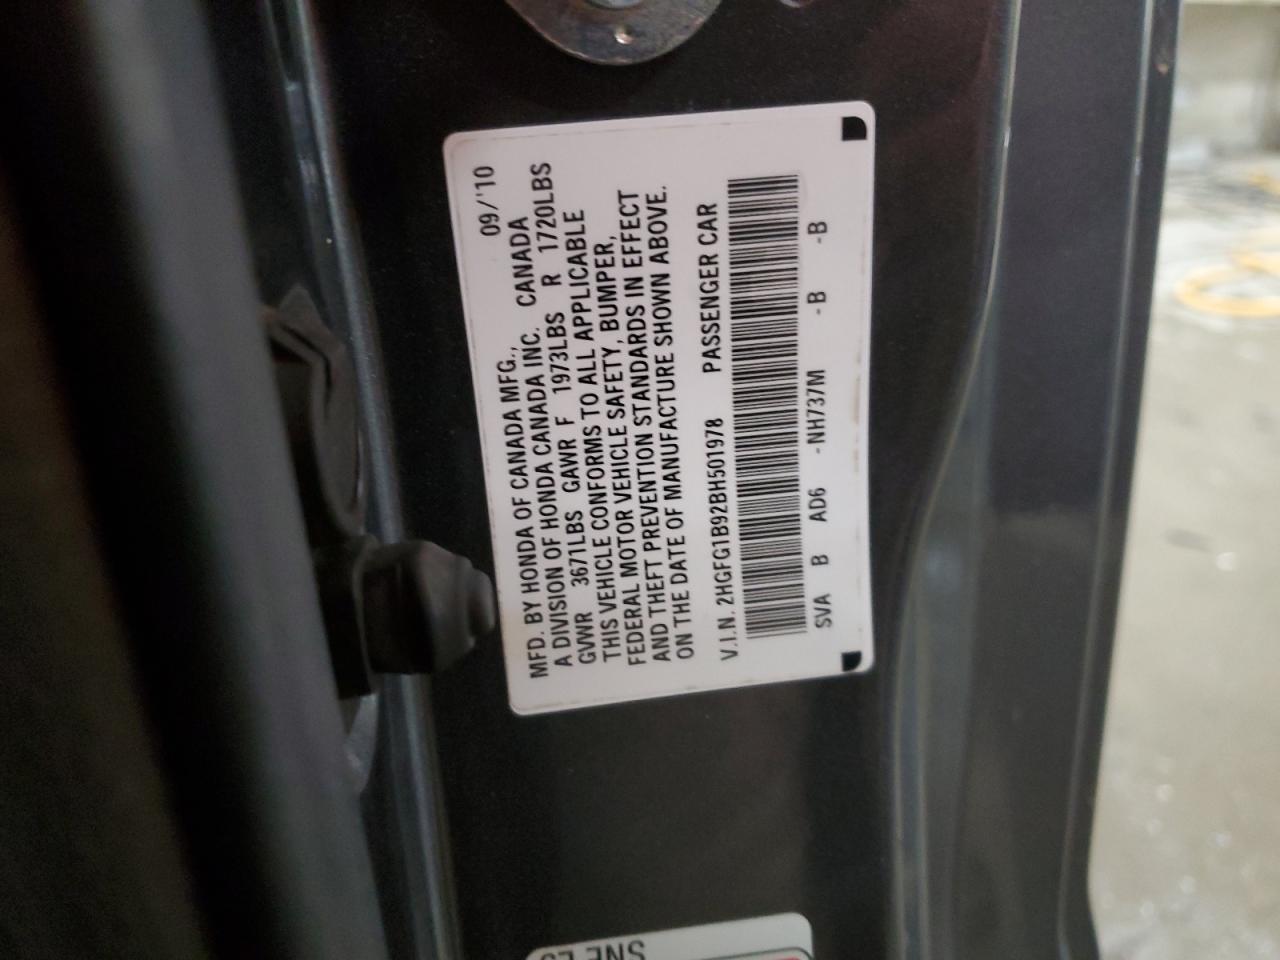 MFD. BY HONDA OF CANADA MFG., 09/'10
A DIVISION OF HONDA CANADA INC. CANADA
GVWR 3671LBS GAWR F 1973LBS R 1720LBS
THIS VEHICLE CONFORMS TO ALL APPLICABLE
FEDERAL MOTOR VEHICLE SAFETY, BUMPER,
AND THEFT PREVENTION STANDARDS IN EFFECT
ON THE DATE OF MANUFACTURE SHOWN ABOVE.
V.I.N. 2HGFG1B92BH501978 PASSENGER CAR
SVA B AD6 -NH737M -B -B